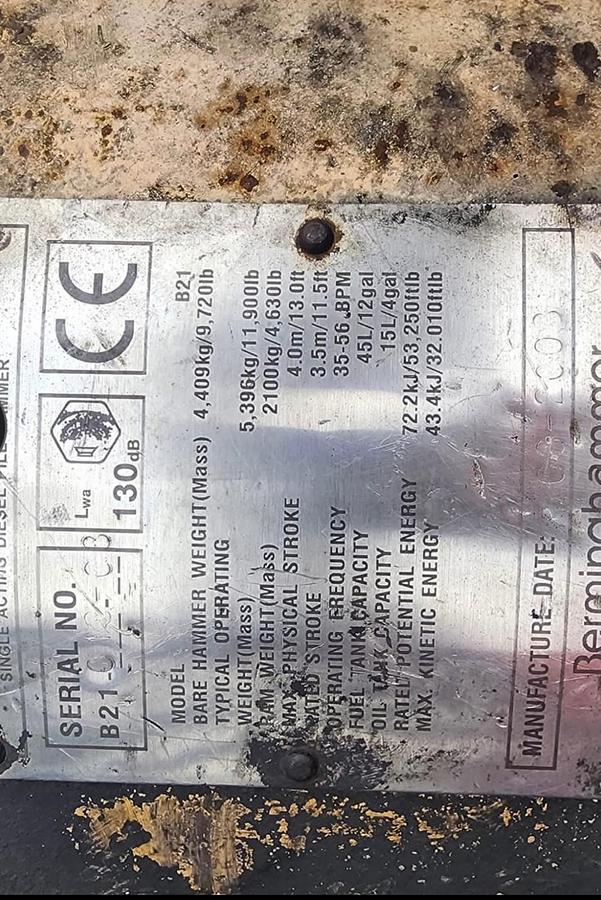 SINGLE ACTING DIESEL
SERIAL NO.
B21-
Lwa
130dB
CE
MODEL B21
BARE HAMMER WEIGHT(Mass) 4,409kg/9,720lb
TYPICAL OPERATING
WEIGHT(Mass) 5,396kg/11,900lb
RAM WEIGHT(Mass) 2100kg/4,630lb
MAX PHYSICAL STROKE 4.0m/13.0ft
RATED STROKE 3.5m/11.5ft
OPERATING FREQUENCY 35-56 BPM
FUEL TANK CAPACITY 45L/12gal
OIL TANK CAPACITY 15L/4gal
RATED POTENTIAL ENERGY 72.2kJ/53,250ftlb
MAX. KINETIC ENERGY 43.4kJ/32.010ftlb
MANUFACTURE DATE:
Berminghammer